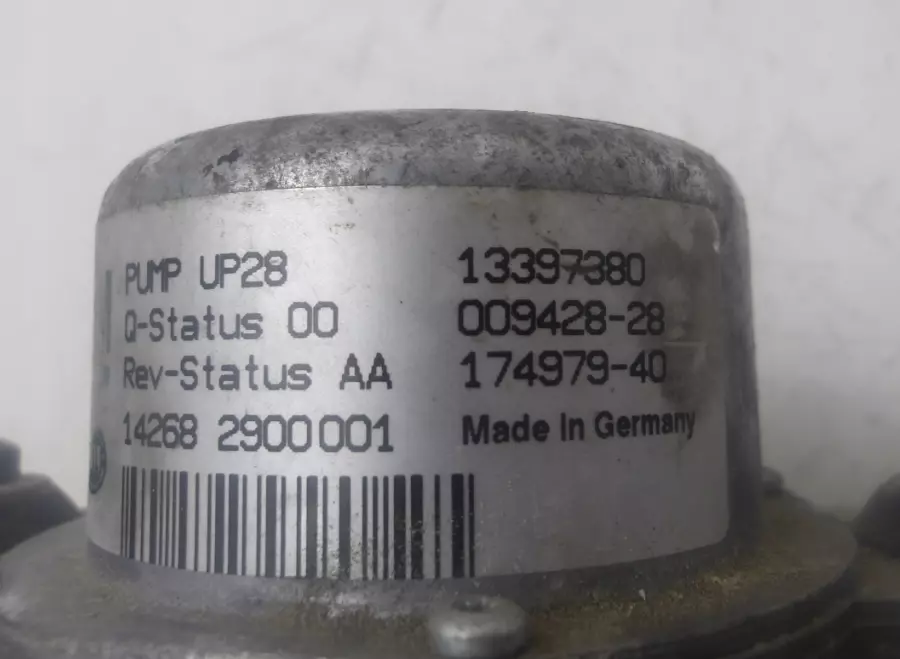 PUMP UP28 13397380
Q-Status 00 009428-28
Rev-Status AA 174979-40
14268 2900001 Made in Germany